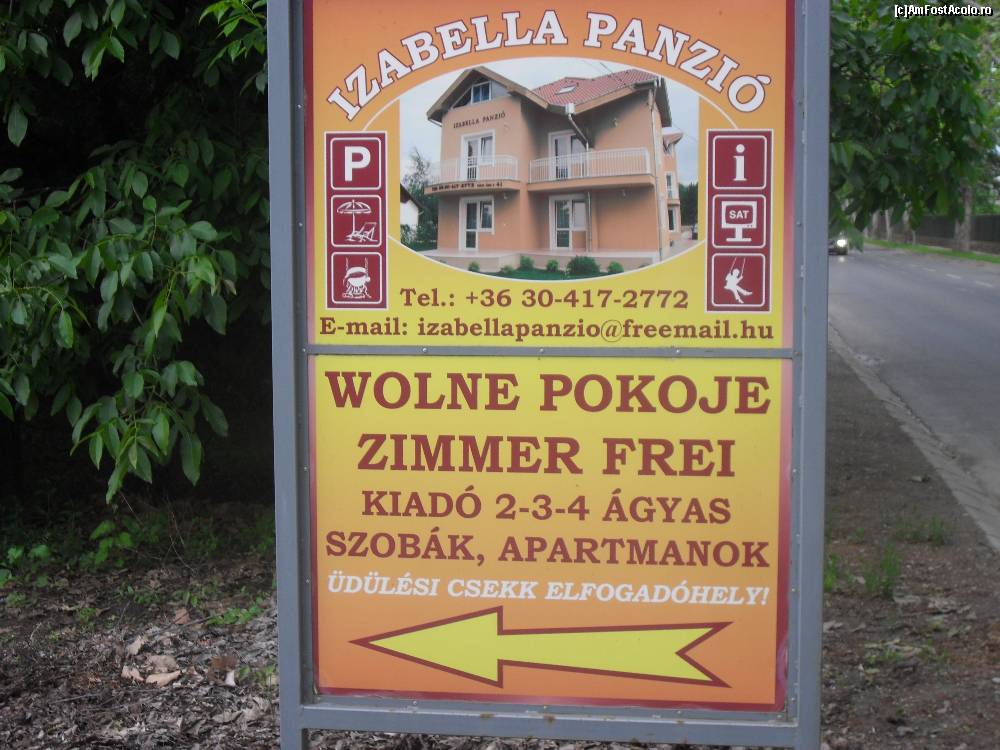 [c]AmFostAcolo.ro
IZABELLA PANZIÓ
IZABELLA PANZIÓ
P
i
SAT
Tel.: +36 30-417-2772
E-mail: izabellapanzio@freemail.hu
WOLNE POKOJE
ZIMMER FREI
KIADÓ 2-3-4 ÁGYAS
SZOBÁK, APARTMANOK
ÜDÜLÉSI CSEKK ELFOGADÓHELY!